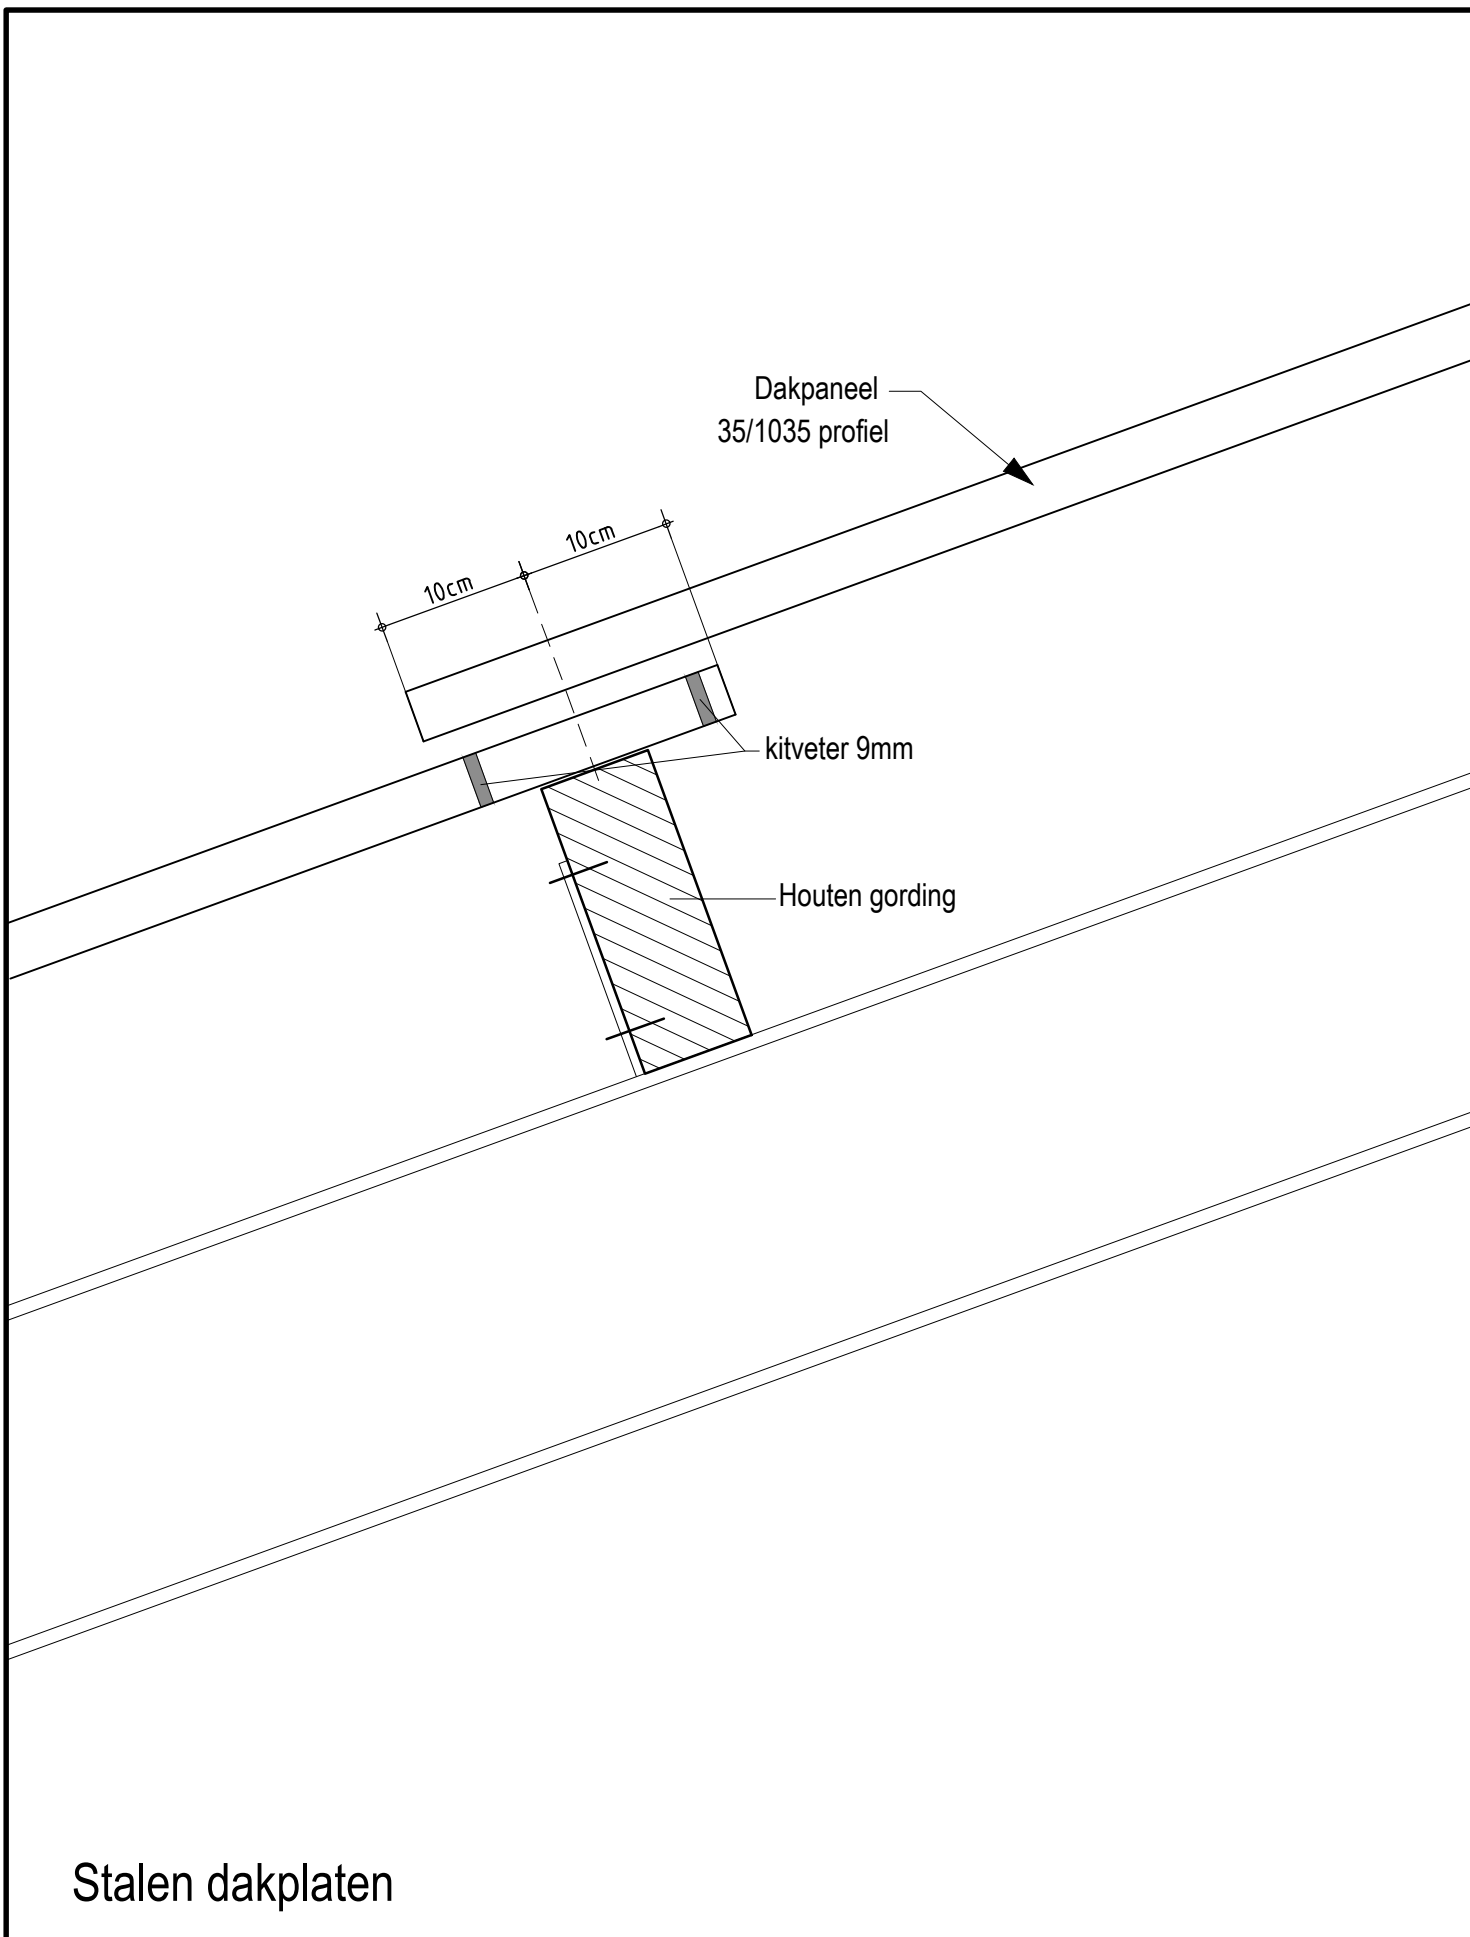 Dakpaneel
35/1035 profiel
10cm
10cm
kitveter 9mm
Houten gording
Stalen dakplaten